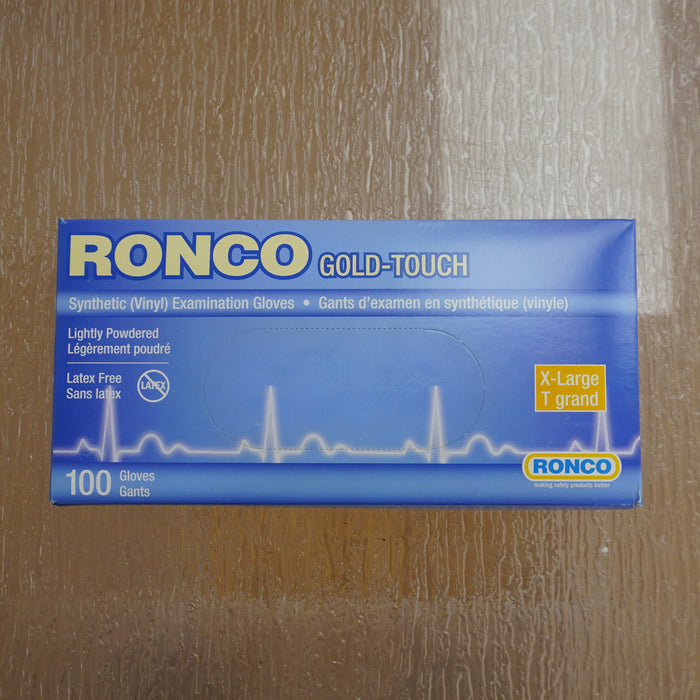 RONCO GOLD-TOUCH
Synthetic (Vinyl) Examination Gloves • Gants d'examen en synthétique (vinyle)
Lightly Powdered
Légèrement poudré
Latex Free
Sans latex
LATEX
X-Large
T grand
100 Gloves
Gants
RONCO
making safety products better